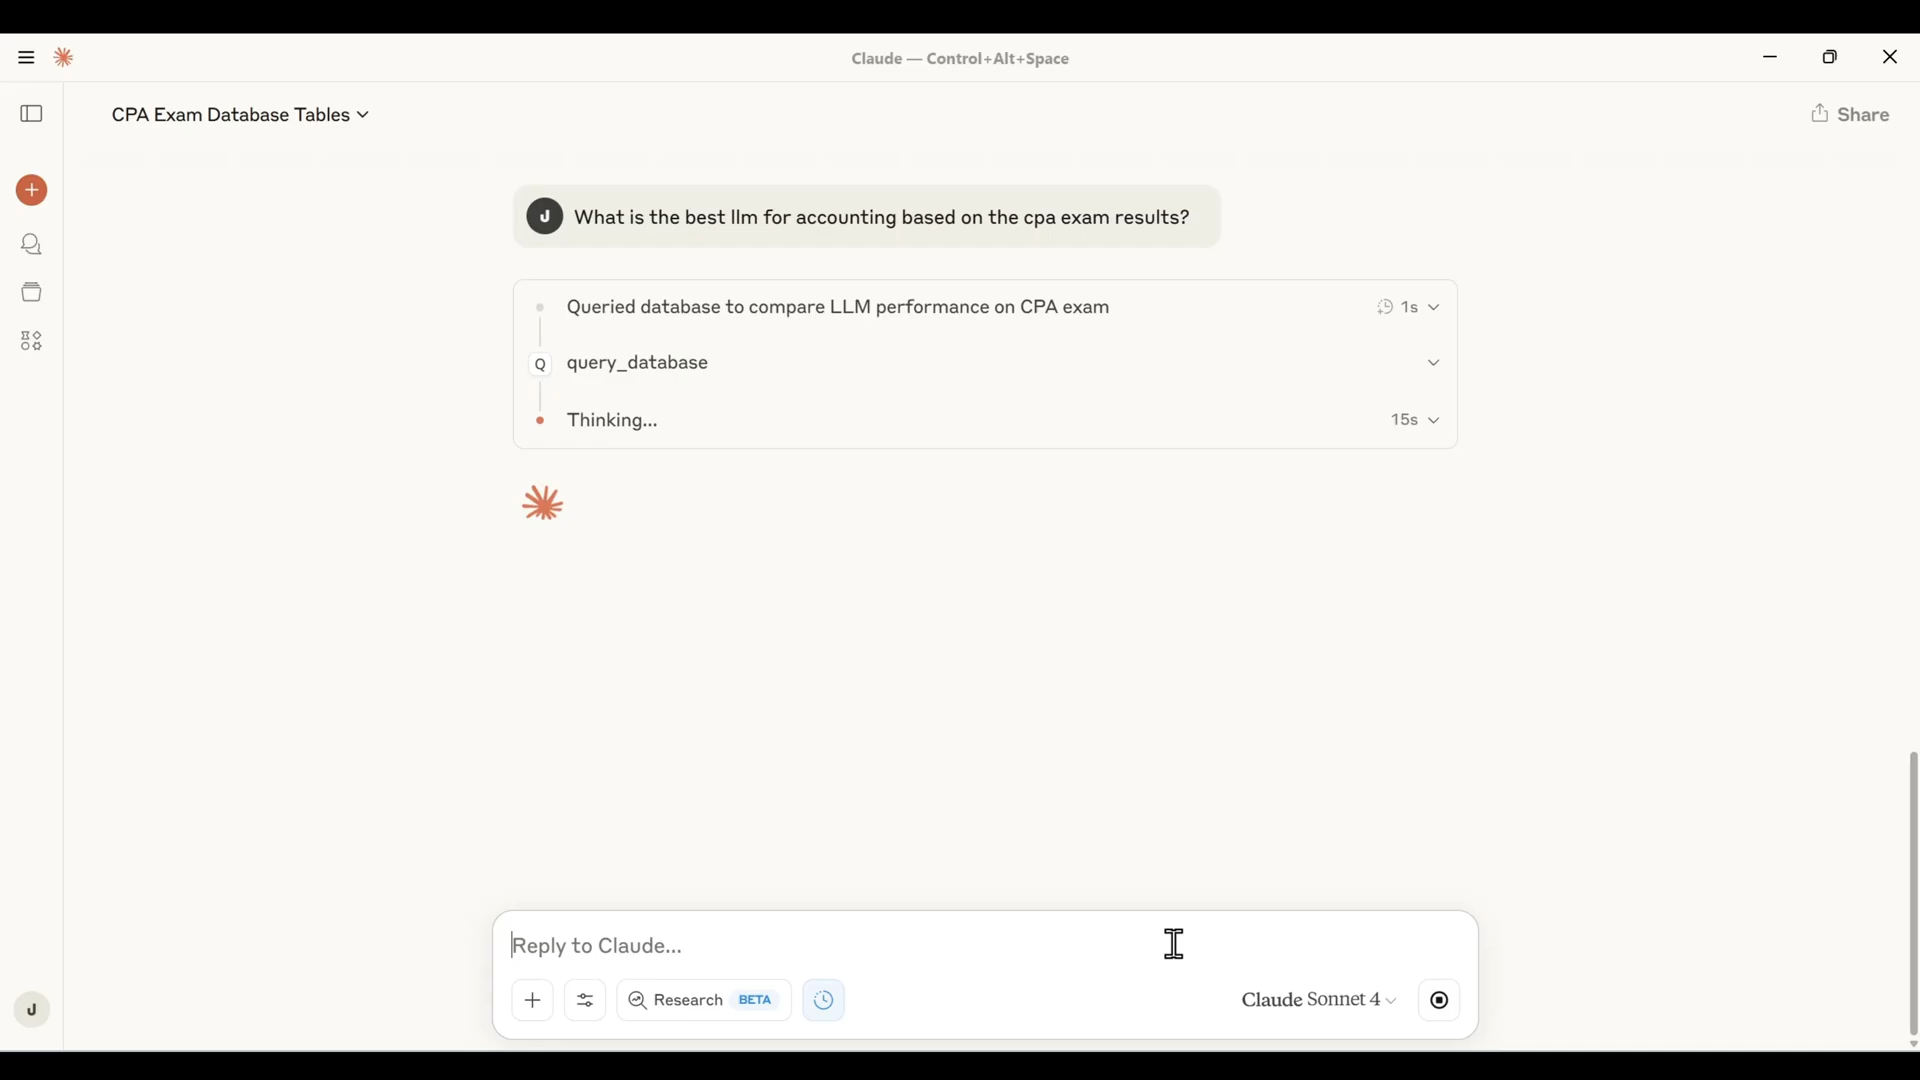 Claude — Control+Alt+Space
CPA Exam Database Tables
Share
J
What is the best llm for accounting based on the cpa exam results?
Queried database to compare LLM performance on CPA exam
1s
Q
query_database
Thinking...
15s
Reply to Claude...
Research BETA
Claude Sonnet 4
J